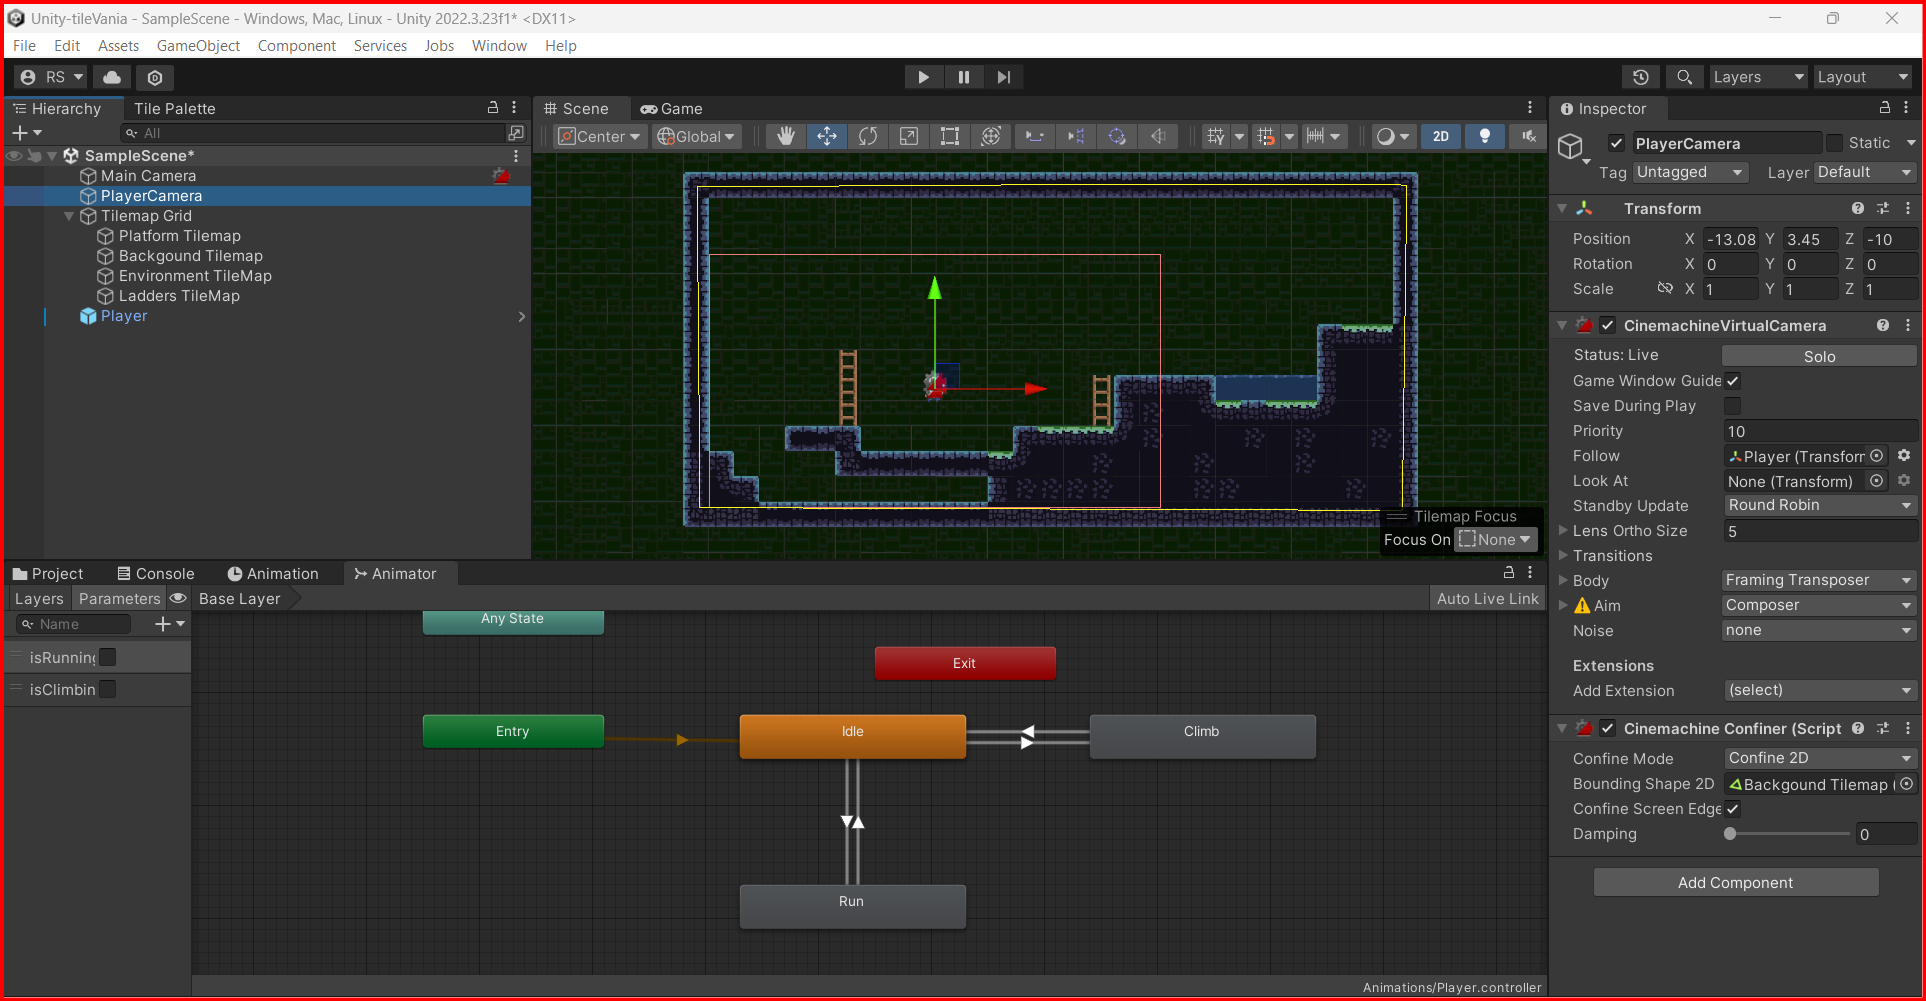 Unity-tileVania - SampleScene - Windows, Mac, Linux - Unity 2022.3.23f1* <DX11>
File Edit Assets GameObject Component Services Jobs Window Help
RS Layers Layout
Hierarchy Tile Palette
All
SampleScene*
Main Camera
PlayerCamera
Tilemap Grid
Platform Tilemap
Backgound Tilemap
Environment TileMap
Ladders TileMap
Player
Scene Game
Center Global 2D
Tilemap Focus
Focus On None
Inspector
PlayerCamera Static
Tag Untagged Layer Default
Transform
Position X -13.08 Y 3.45 Z -10
Rotation X 0 Y 0 Z 0
Scale X 1 Y 1 Z 1
CinemachineVirtualCamera
Status: Live Solo
Game Window Guide
Save During Play
Priority 10
Follow Player (Transforr
Look At None (Transform)
Standby Update Round Robin
Lens Ortho Size 5
Transitions
Body Framing Transposer
Aim Composer
Noise none
Extensions
Add Extension (select)
Cinemachine Confiner (Script
Confine Mode Confine 2D
Bounding Shape 2D Backgound Tilemap (
Confine Screen Edge
Damping 0
Add Component
Project Console Animation Animator
Layers Parameters Base Layer Auto Live Link
Name
isRunning
isClimbin
Any State
Exit
Entry
Idle
Climb
Run
Animations/Player.controller